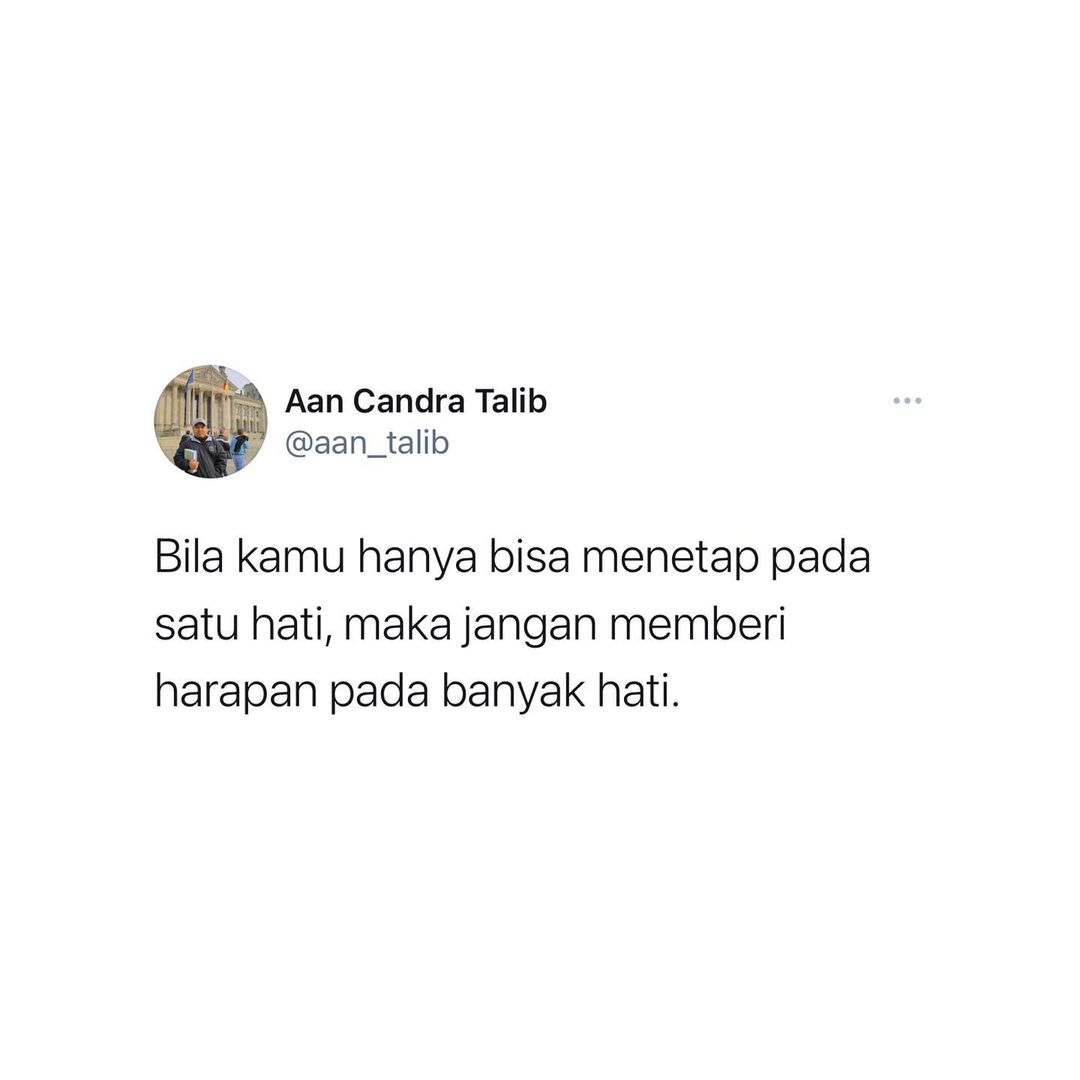 Aan Candra Talib
@aan_talib
Bila kamu hanya bisa menetap pada
satu hati, maka jangan memberi
harapan pada banyak hati.